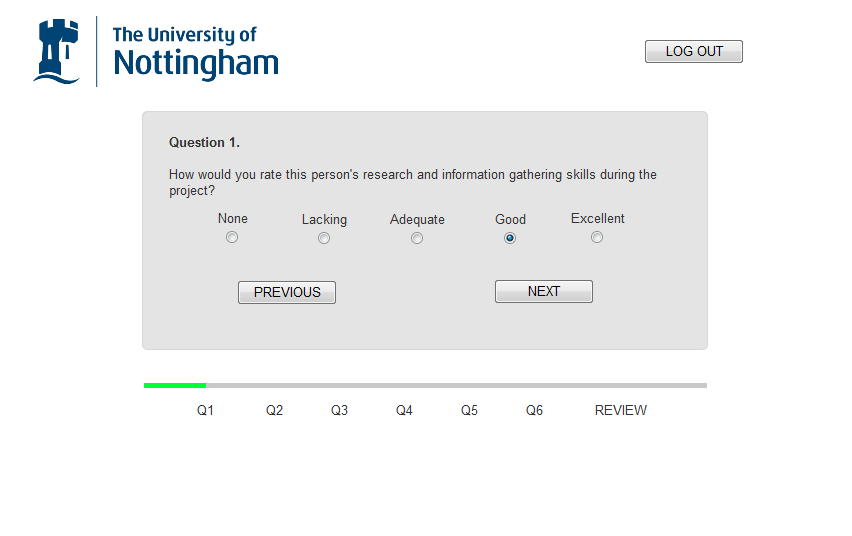 The University of
Nottingham
LOG OUT
Question 1.
How would you rate this person's research and information gathering skills during the
project?
None Lacking Adequate Good Excellent
PREVIOUS NEXT
Q1 Q2 Q3 Q4 Q5 Q6 REVIEW